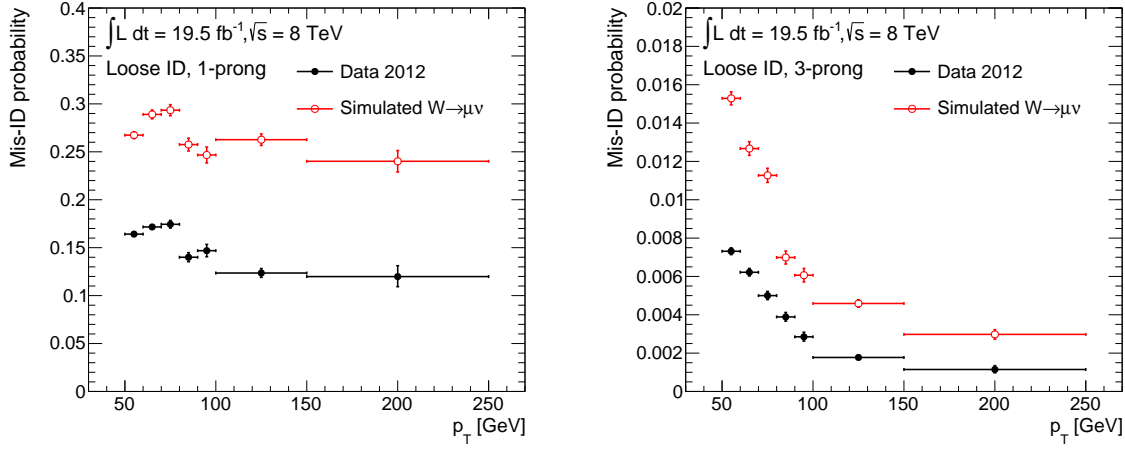 ∫L dt = 19.5 fb⁻¹,√s = 8 TeV
Loose ID, 1-prong
Data 2012
Simulated W→μν
Mis-ID probability
0.4
0.35
0.3
0.25
0.2
0.15
0.1
0.05
0
50 100 150 200 250
p_T [GeV]
∫L dt = 19.5 fb⁻¹,√s = 8 TeV
Loose ID, 3-prong
Data 2012
Simulated W→μν
Mis-ID probability
0.02
0.018
0.016
0.014
0.012
0.01
0.008
0.006
0.004
0.002
0
50 100 150 200 250
p_T [GeV]